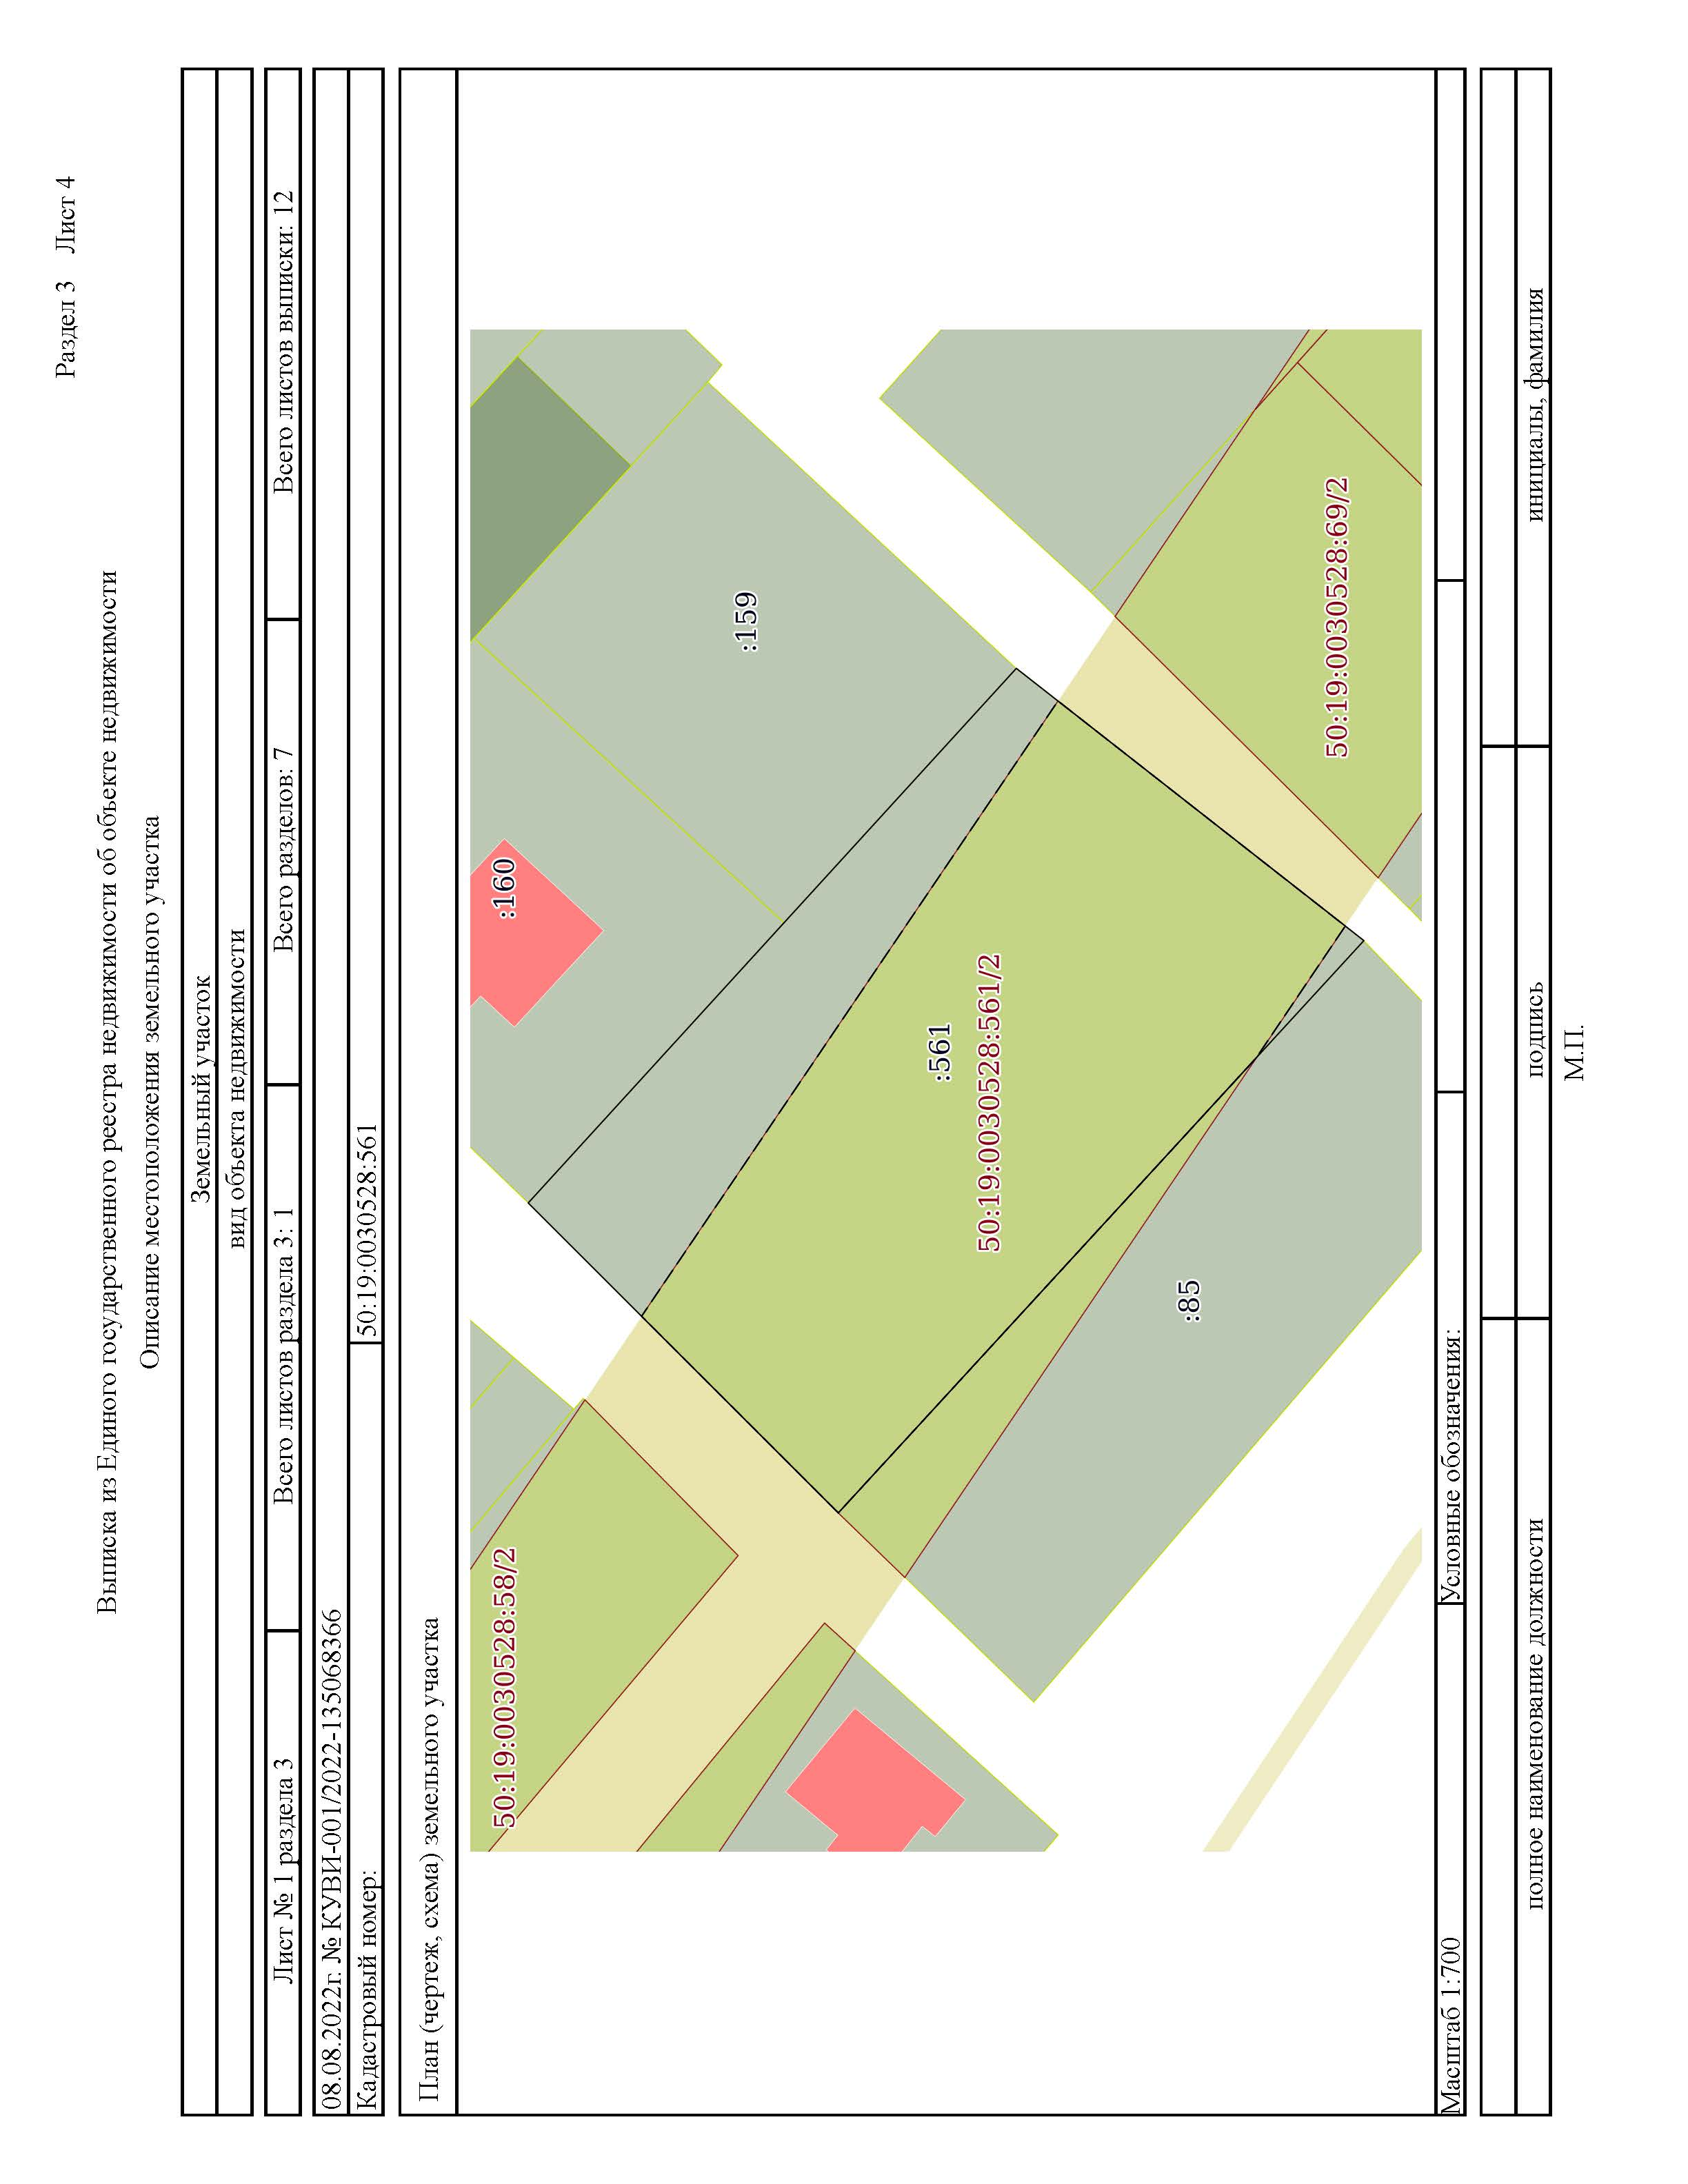 Раздел 3 Лист 4
Выписка из Единого государственного реестра недвижимости об объекте недвижимости
Описание местоположения земельного участка
Земельный участок
вид объекта недвижимости
Лист № 1 раздела 3 Всего листов раздела 3: 1 Всего разделов: 7 Всего листов выписки: 12
08.08.2022г. № КУВИ-001/2022-135068366
Кадастровый номер: 50:19:0030528:561
План (чертеж, схема) земельного участка
50:19:0030528:58/2
:160
:159
:561
50:19:0030528:561/2
:85
50:19:0030528:69/2
Масштаб 1:700 Условные обозначения:
полное наименование должности подпись инициалы, фамилия
М.П.